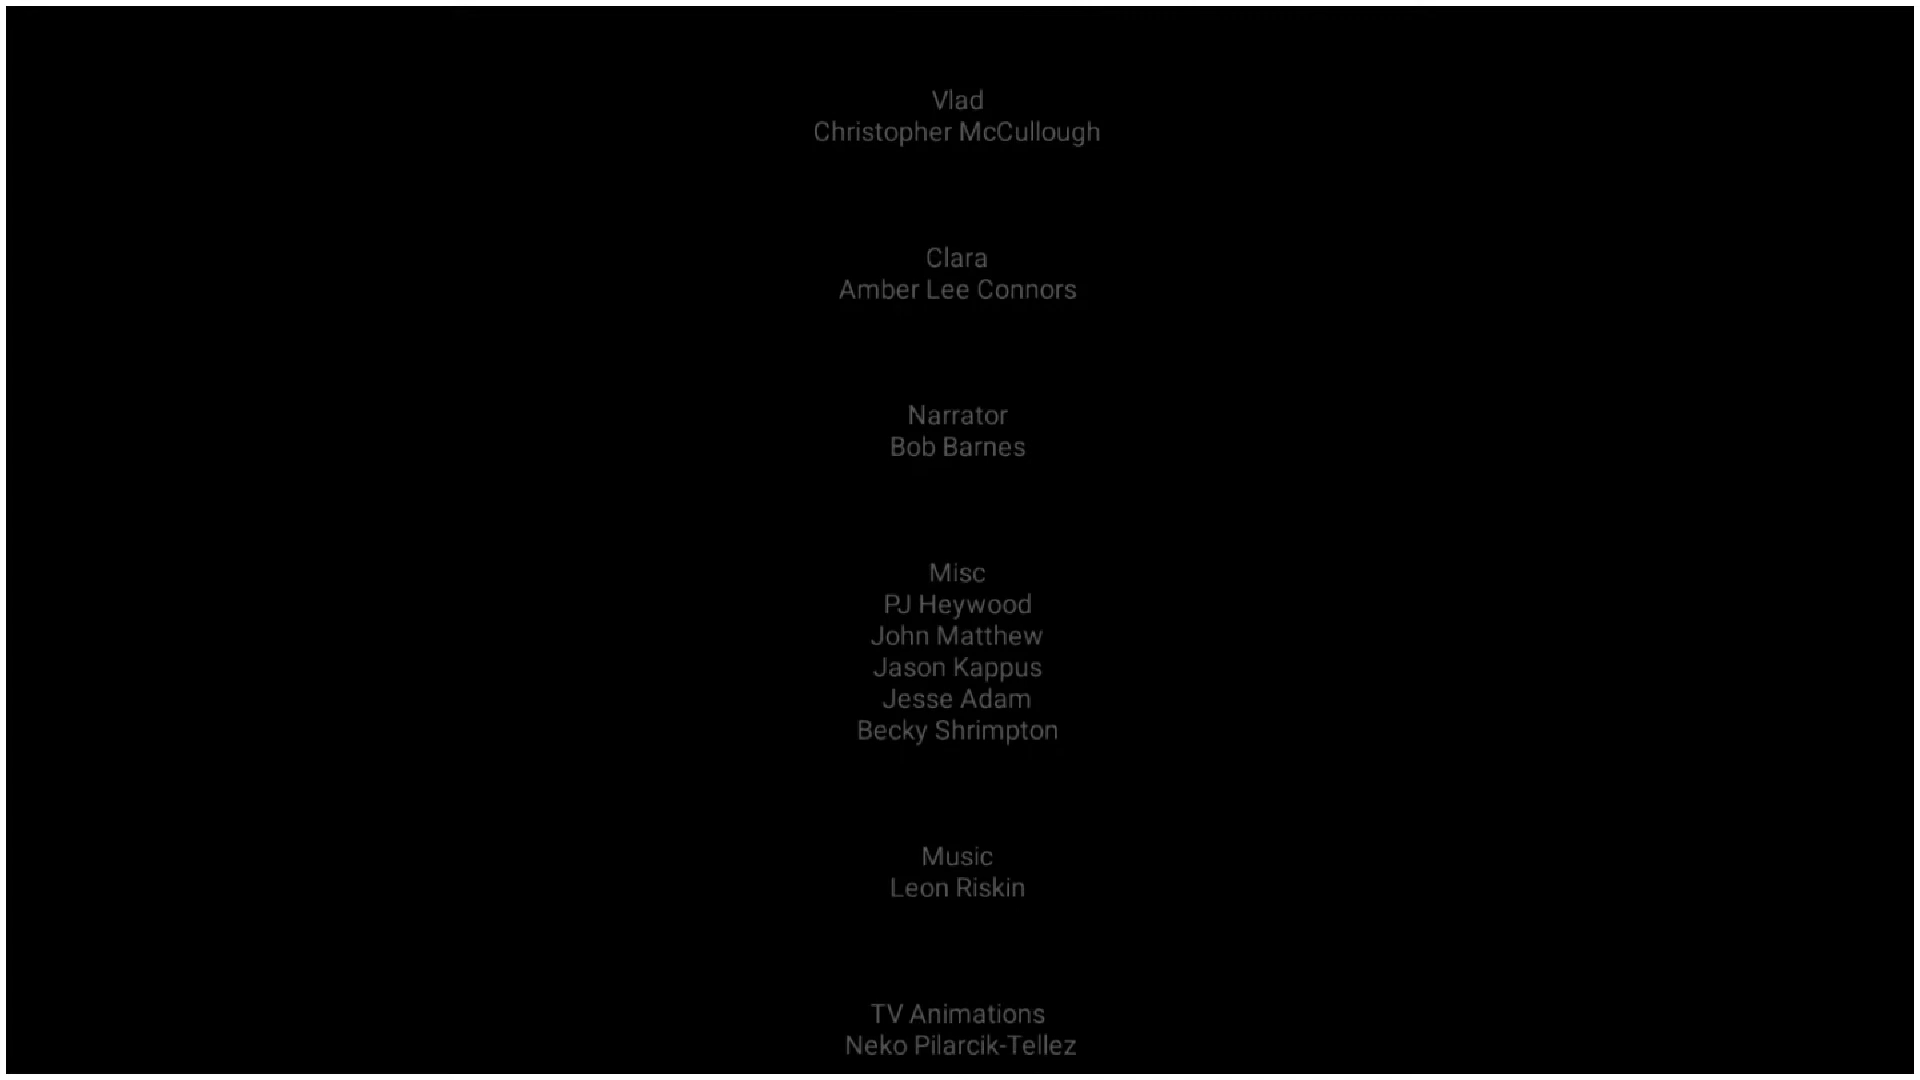 Vlad
Christopher McCullough
Clara
Amber Lee Connors
Narrator
Bob Barnes
Misc
PJ Heywood
John Matthew
Jason Kappus
Jesse Adam
Becky Shrimpton
Music
Leon Riskin
TV Animations
Neko Pilarcik-Tellez